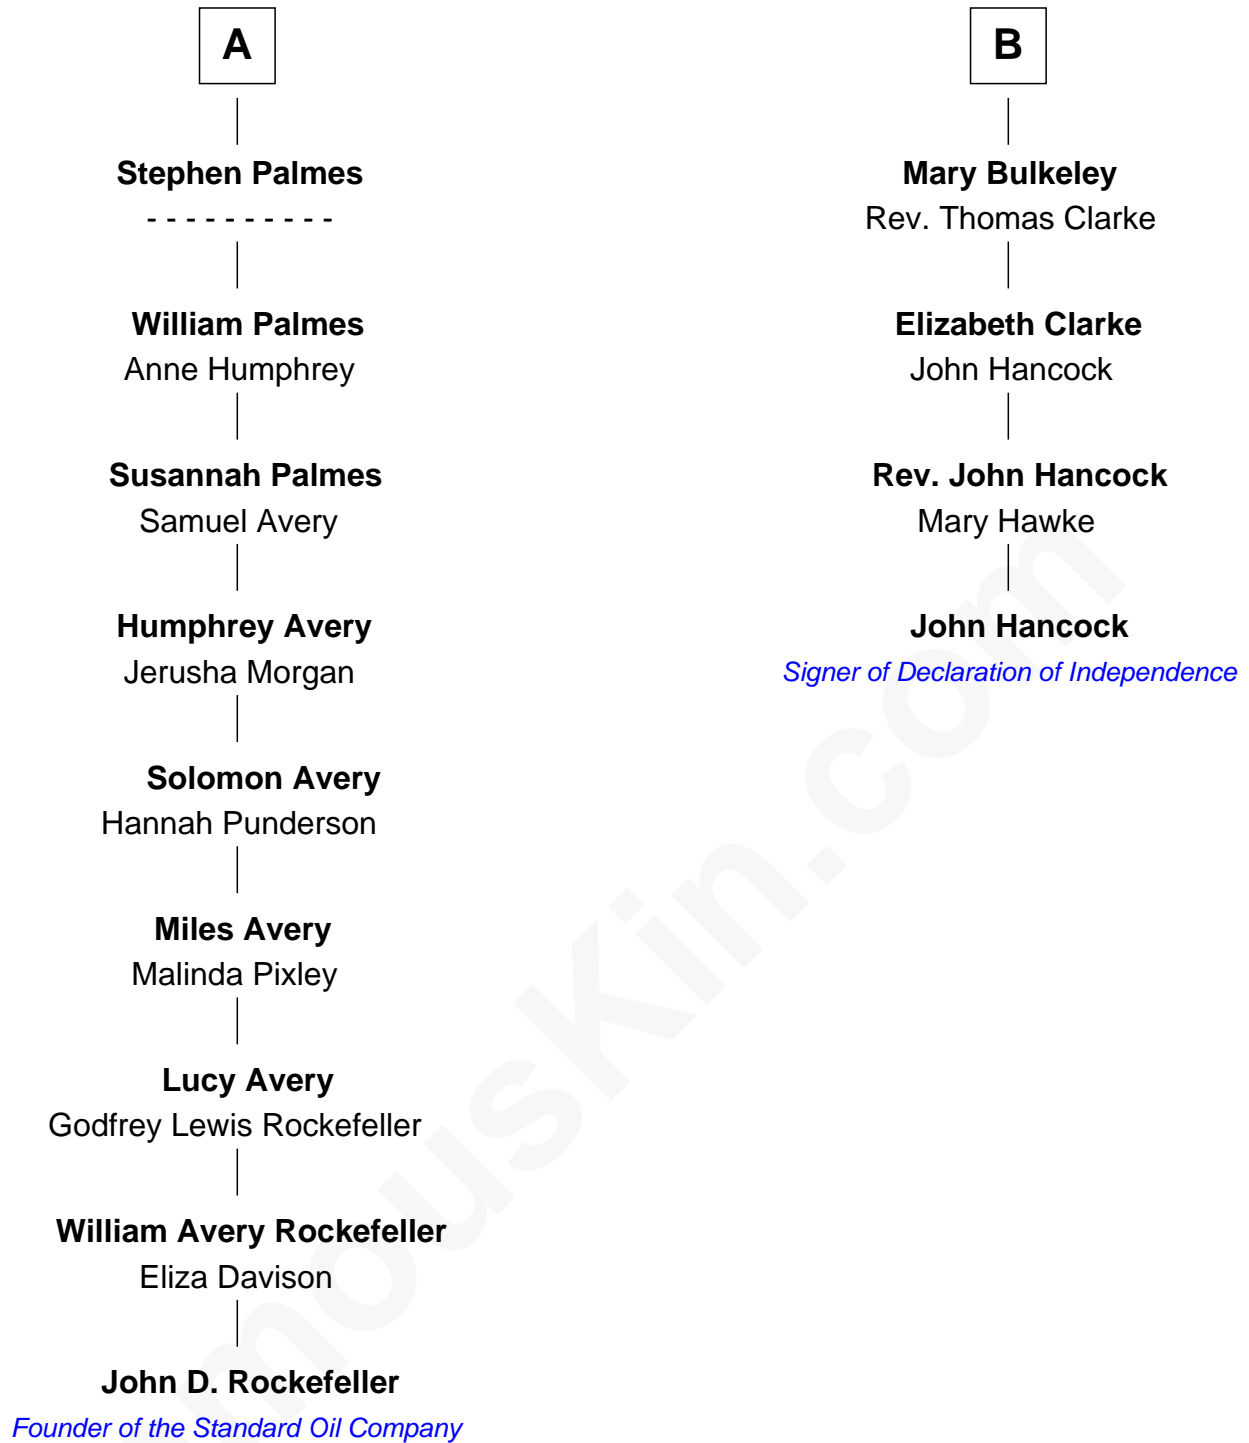 A
Stephen Palmes
- - - - - - - - - -
William Palmes
Anne Humphrey
Susannah Palmes
Samuel Avery
Humphrey Avery
Jerusha Morgan
Solomon Avery
Hannah Punderson
Miles Avery
Malinda Pixley
Lucy Avery
Godfrey Lewis Rockefeller
William Avery Rockefeller
Eliza Davison
John D. Rockefeller
Founder of the Standard Oil Company
B
Mary Bulkeley
Rev. Thomas Clarke
Elizabeth Clarke
John Hancock
Rev. John Hancock
Mary Hawke
John Hancock
Signer of Declaration of Independence
mousKin.com